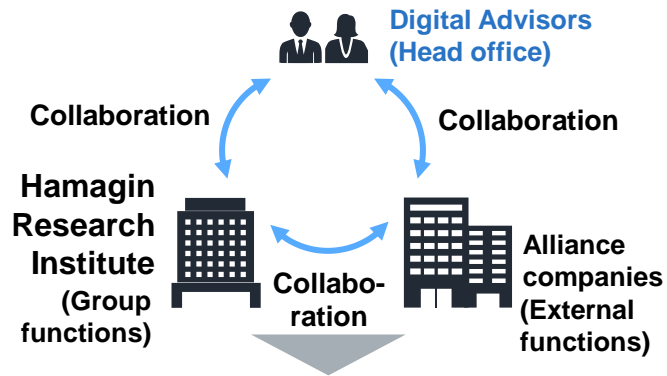 Digital Advisors
(Head office)
Collaboration
Collaboration
Hamagin
Research
Institute
(Group
functions)
Collabo-
ration
Alliance
companies
(External
functions)